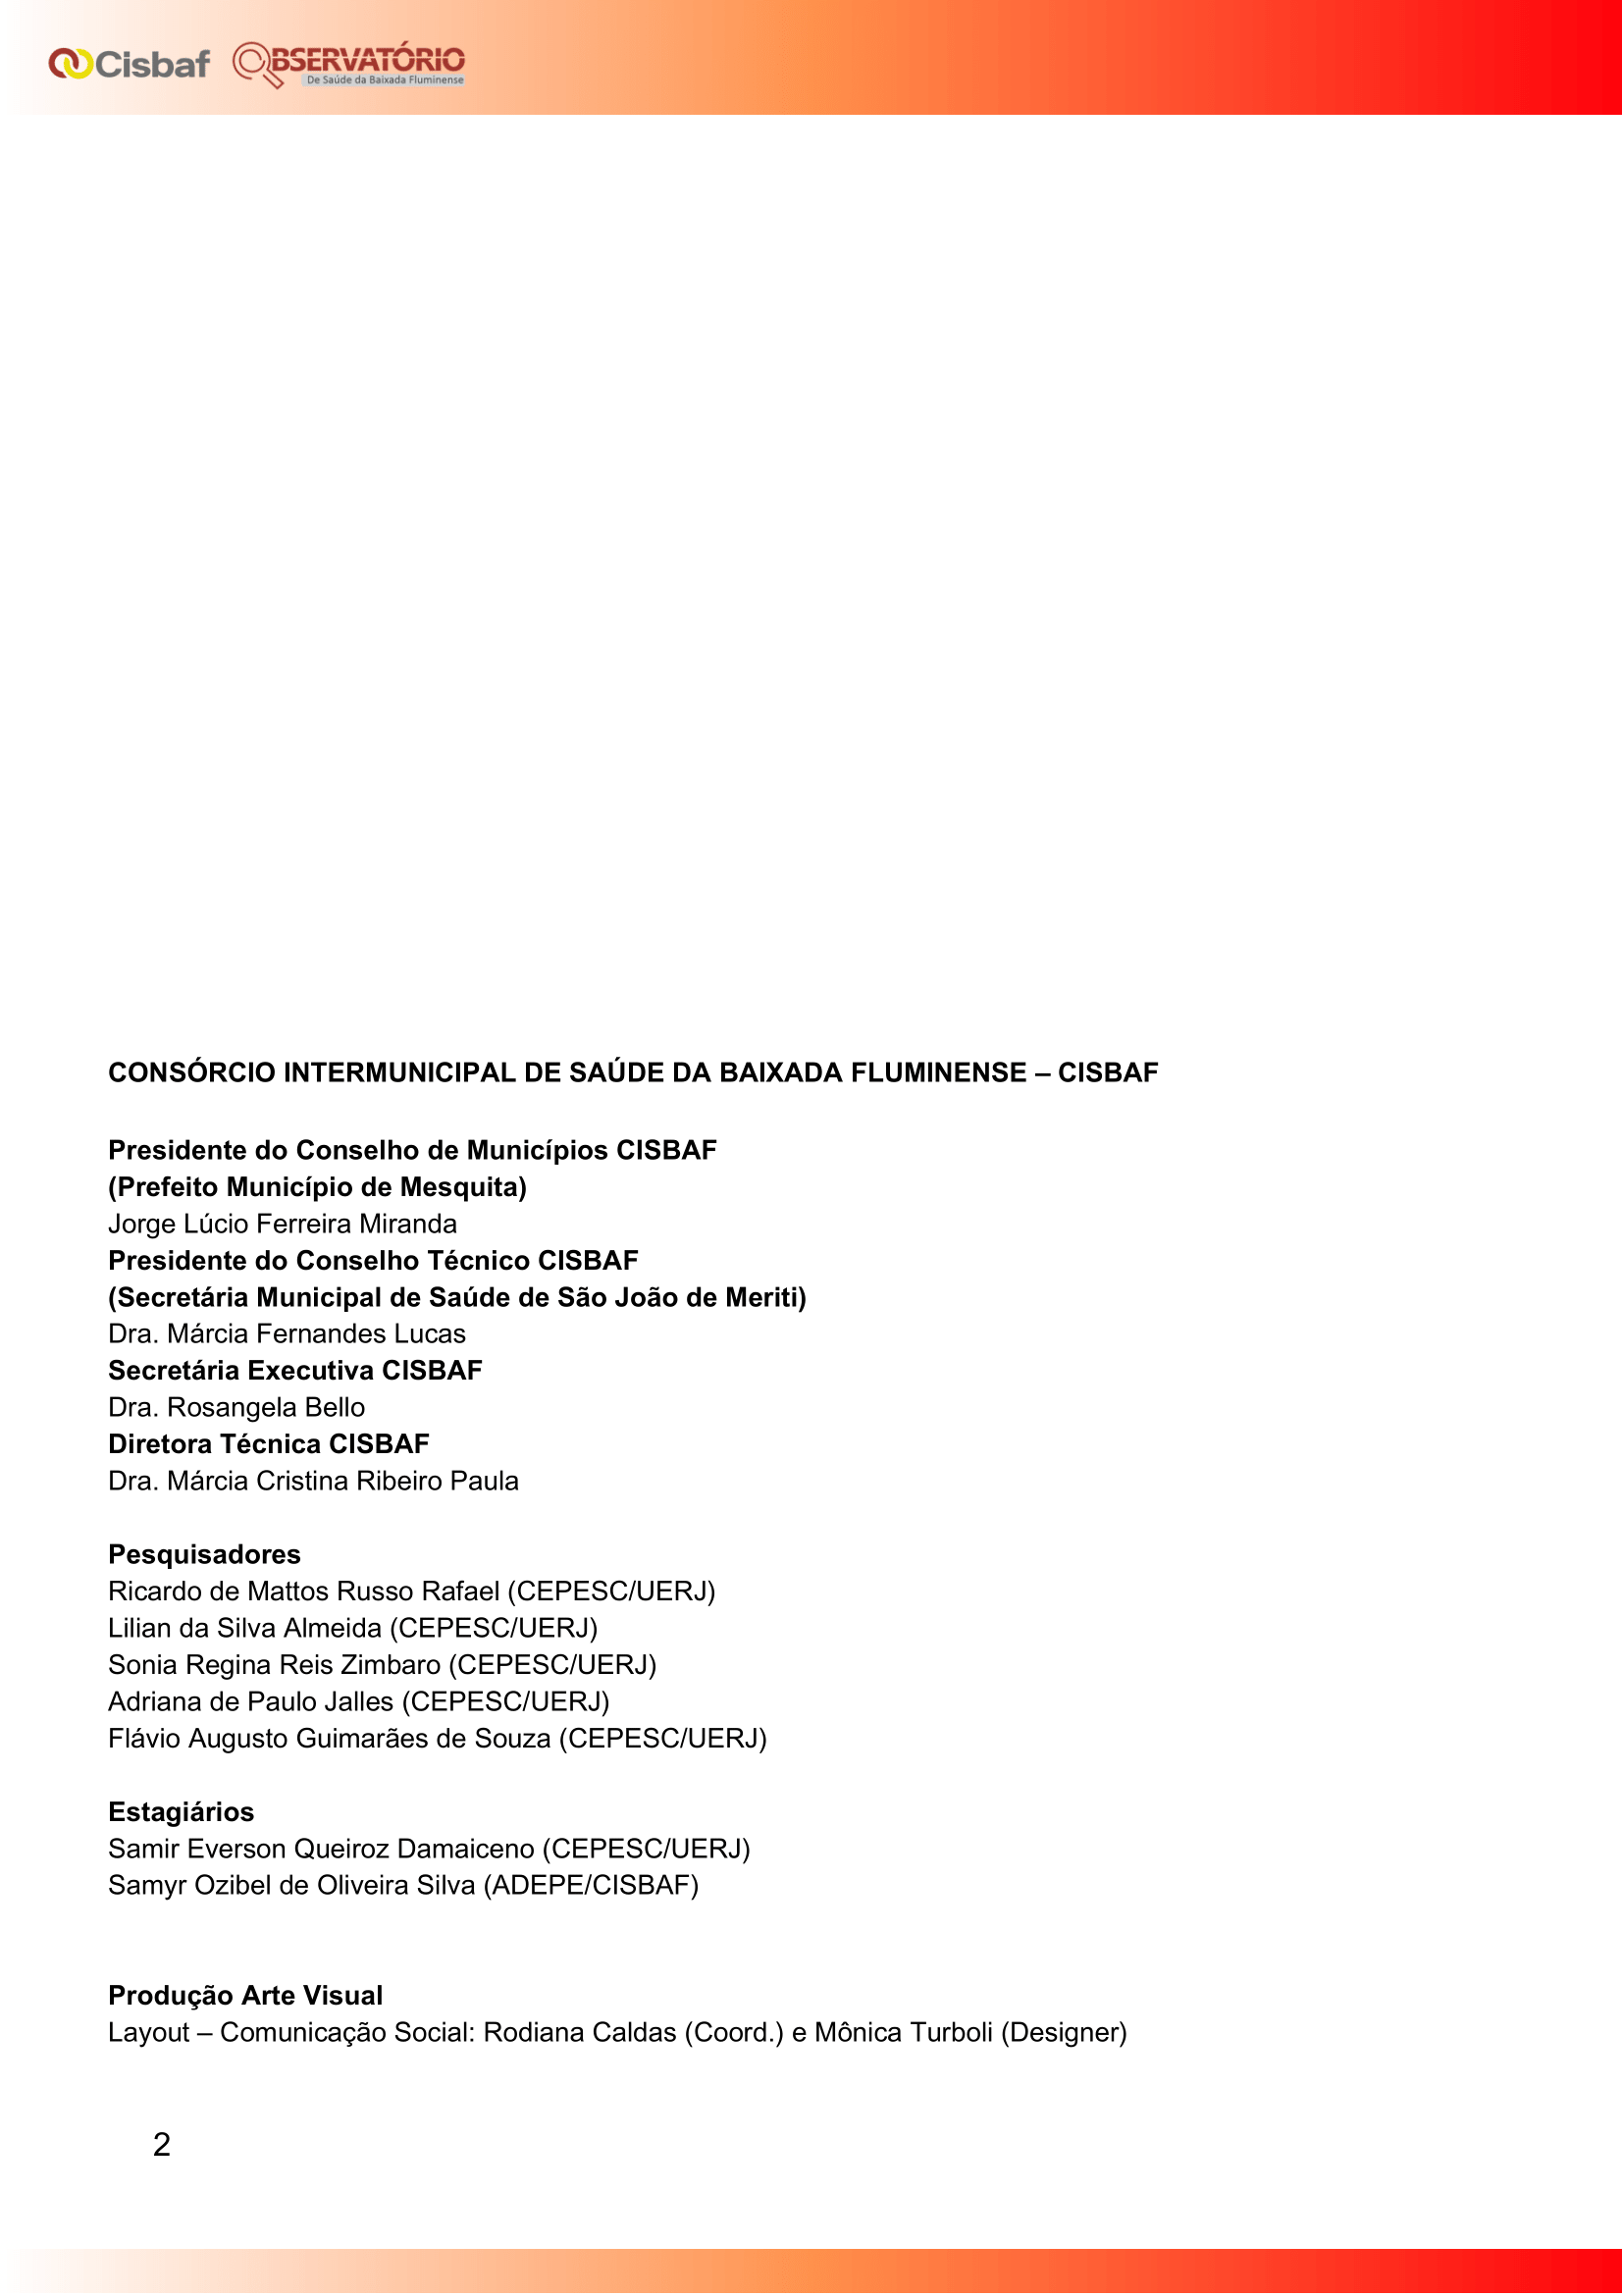 Cisbaf OBSERVATÓRIO
De Saúde da Baixada Fluminense
CONSÓRCIO INTERMUNICIPAL DE SAÚDE DA BAIXADA FLUMINENSE – CISBAF
Presidente do Conselho de Municípios CISBAF
(Prefeito Município de Mesquita)
Jorge Lúcio Ferreira Miranda
Presidente do Conselho Técnico CISBAF
(Secretária Municipal de Saúde de São João de Meriti)
Dra. Márcia Fernandes Lucas
Secretária Executiva CISBAF
Dra. Rosangela Bello
Diretora Técnica CISBAF
Dra. Márcia Cristina Ribeiro Paula
Pesquisadores
Ricardo de Mattos Russo Rafael (CEPESC/UERJ)
Lilian da Silva Almeida (CEPESC/UERJ)
Sonia Regina Reis Zimbaro (CEPESC/UERJ)
Adriana de Paulo Jalles (CEPESC/UERJ)
Flávio Augusto Guimarães de Souza (CEPESC/UERJ)
Estagiários
Samir Everson Queiroz Damaiceno (CEPESC/UERJ)
Samyr Ozibel de Oliveira Silva (ADEPE/CISBAF)
Produção Arte Visual
Layout – Comunicação Social: Rodiana Caldas (Coord.) e Mônica Turboli (Designer)
2